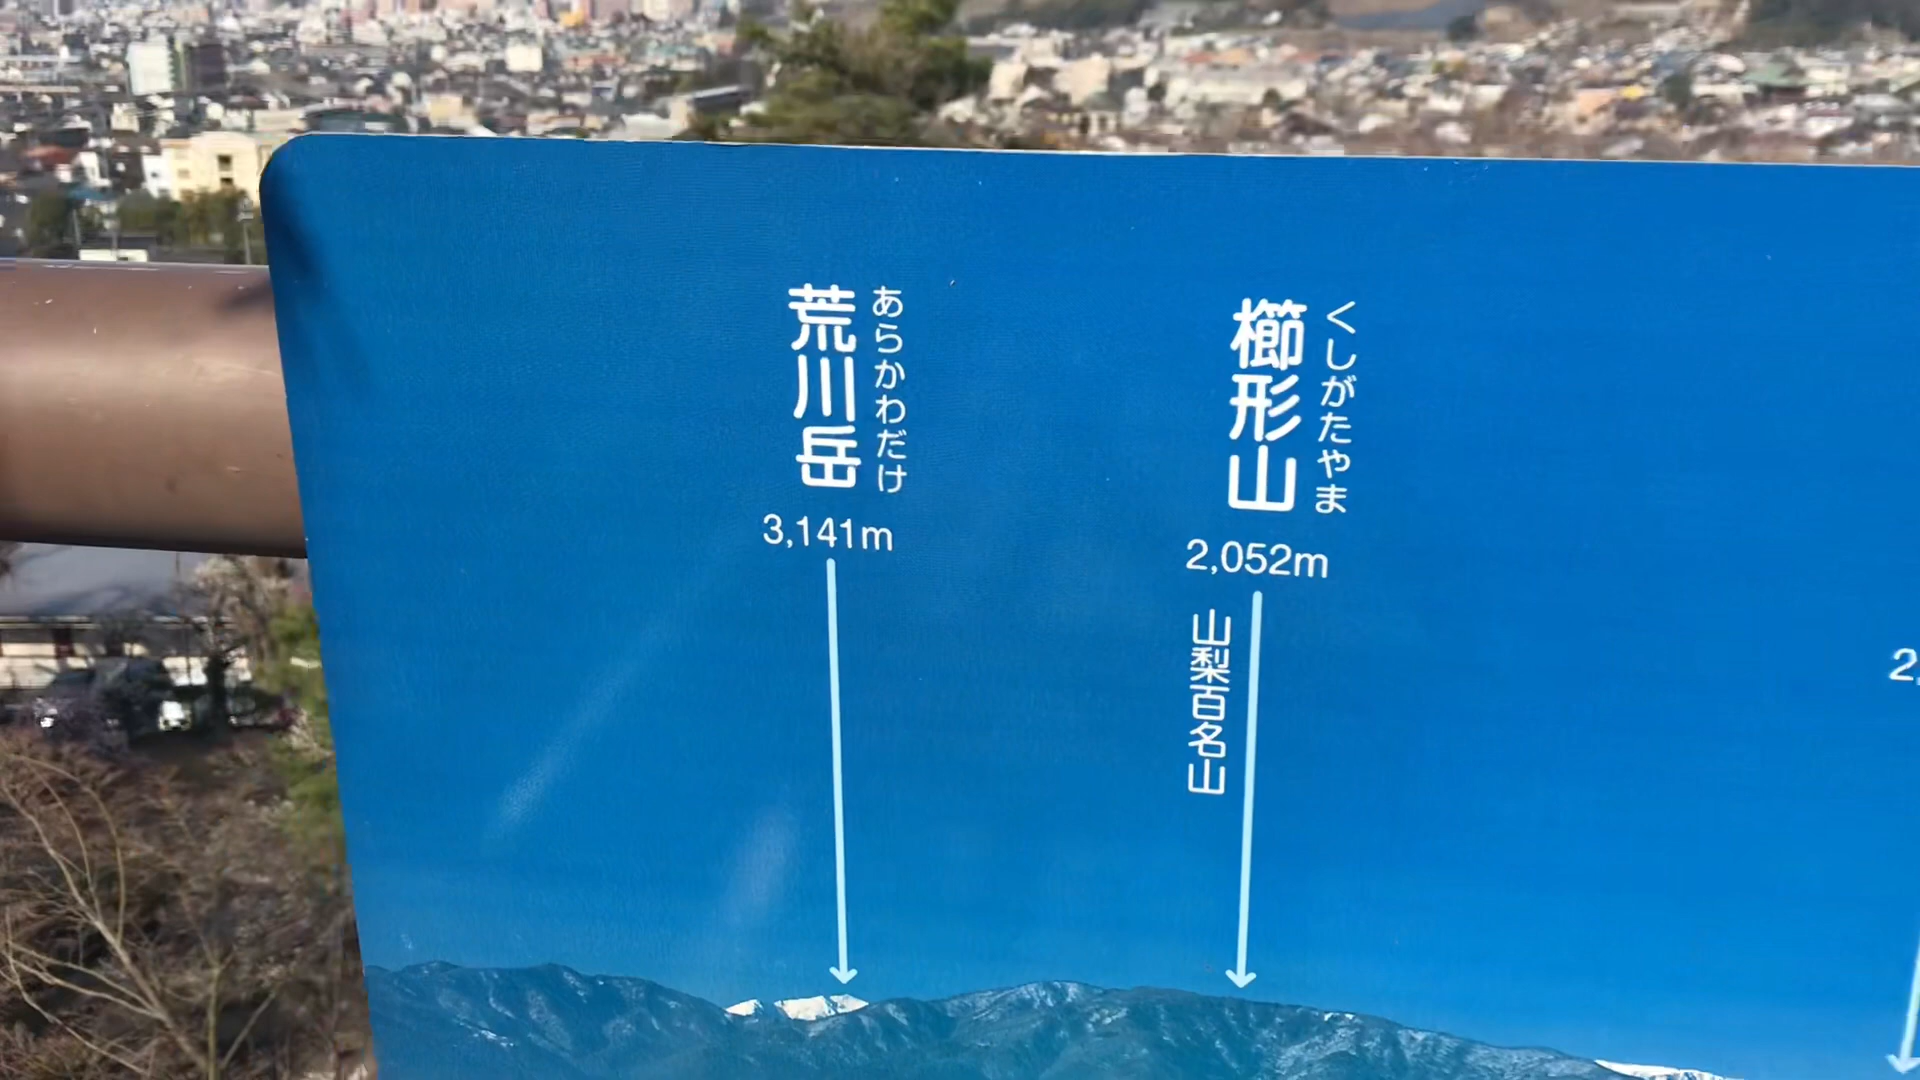 荒川岳
あらかわだけ
3,141m
櫛形山
くしがたやま
2,052m
山梨百名山
2,